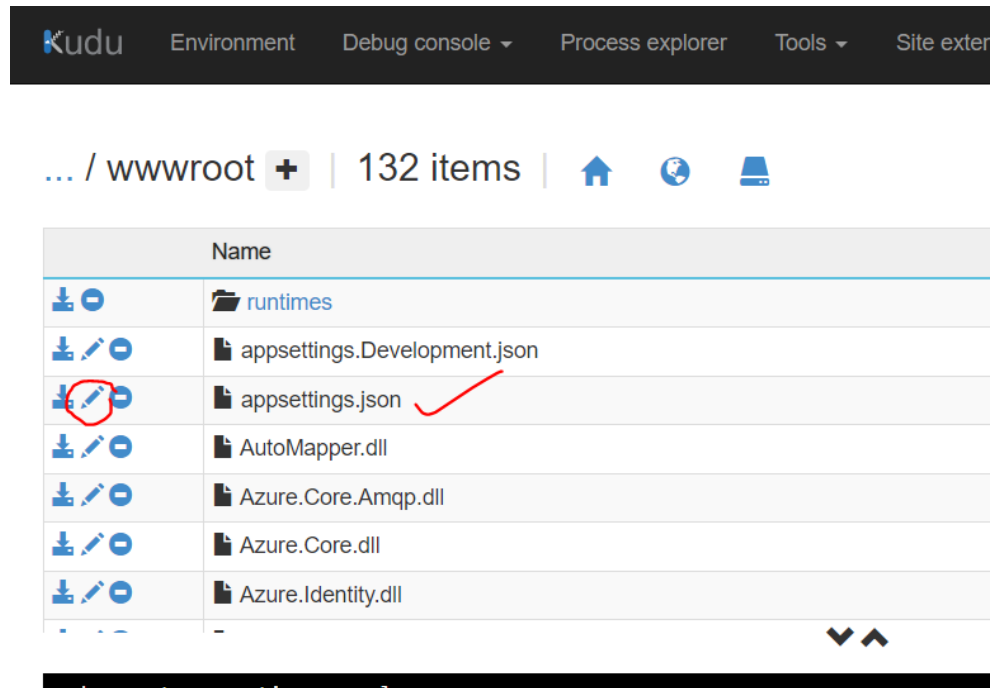 Kudu Environment Debug console Process explorer Tools Site exter
... / wwwroot + | 132 items |
Name
runtimes
appsettings.Development.json
appsettings.json
AutoMapper.dll
Azure.Core.Amqp.dll
Azure.Core.dll
Azure.Identity.dll